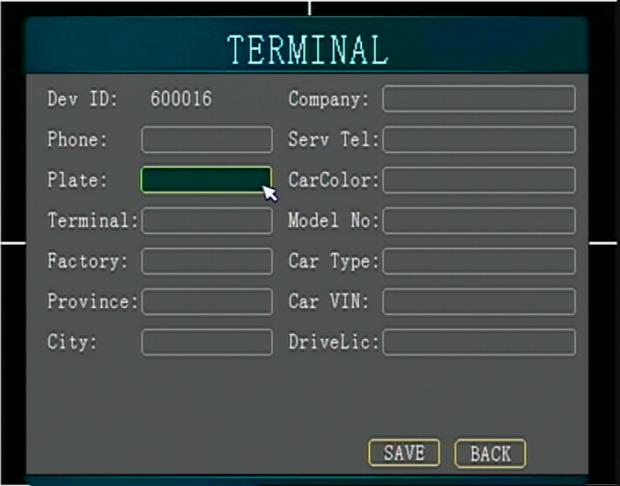 TERMINAL
Dev ID: 600016 Company:
Phone: Serv Tel:
Plate: CarColor:
Terminal: Model No:
Factory: Car Type:
Province: Car VIN:
City: DriveLic:
SAVE BACK